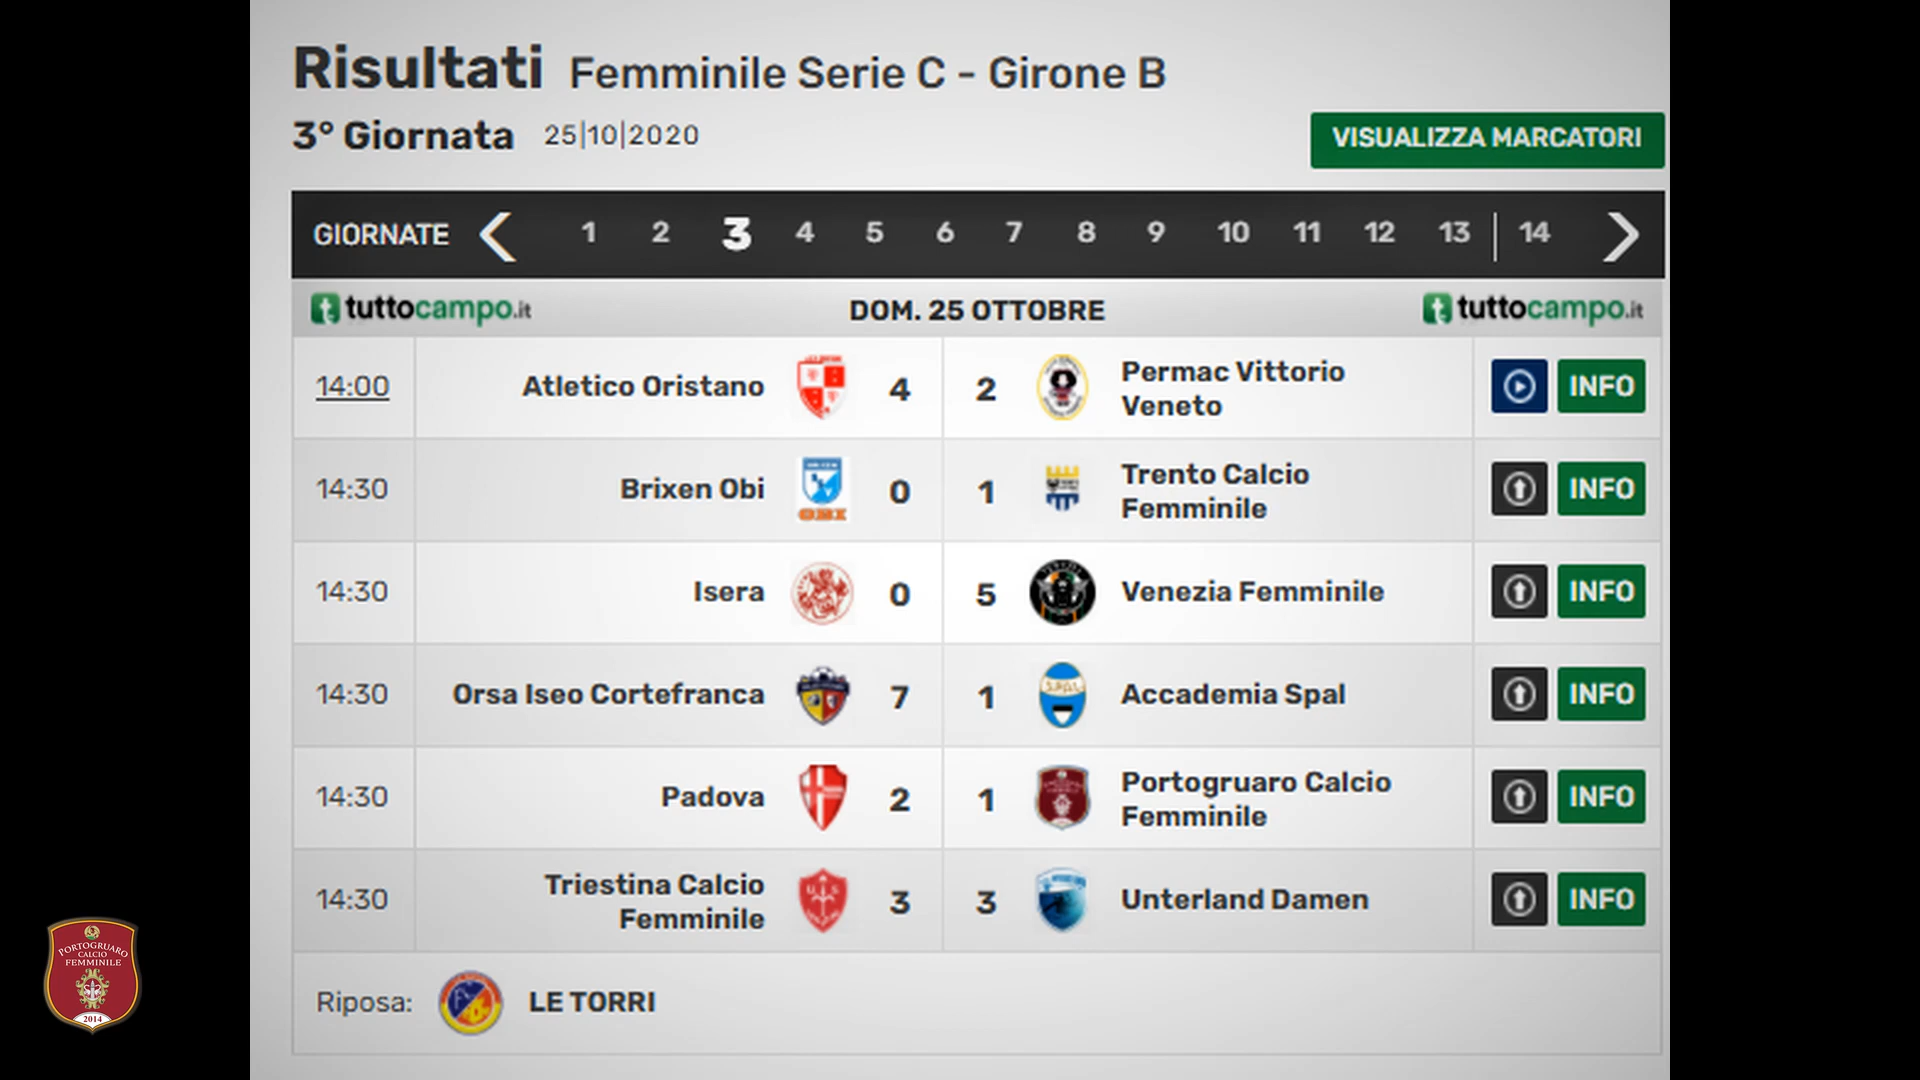 Risultati Femminile Serie C - Girone B
3° Giornata 25|10|2020
VISUALIZZA MARCATORI
GIORNATE 1 2 3 4 5 6 7 8 9 10 11 12 13 14
tuttocampo.it DOM. 25 OTTOBRE tuttocampo.it
14:00 Atletico Oristano 4 2 Permac Vittorio
Veneto
INFO
14:30 Brixen Obi OBI 0 1 Trento Calcio
Femminile
INFO
14:30 Isera 0 5 Venezia Femminile INFO
14:30 Orsa Iseo Cortefranca 7 1 SPAL Accademia Spal INFO
14:30 Padova 2 1 Portogruaro Calcio
Femminile
INFO
14:30 Triestina Calcio
Femminile
3 3 Unterland Damen INFO
Riposa: LE TORRI
PORTOGRUARO
CALCIO
FEMMINILE
2014